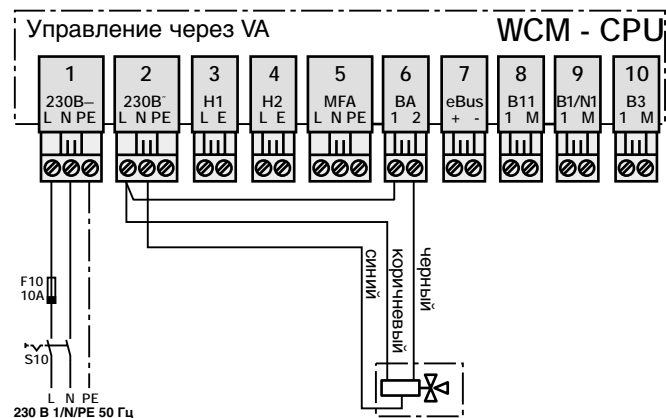 Управление через VA
WCM - CPU
1 2 3 4 5 6 7 8 9 10
230В~ 230В~ H1 H2 MFA BA eBus B11 B1/N1 B3
L N PE L N PE L E L E L N PE 1 2 + - 1 M 1 M 1 M
синий
коричневый
черный
F10
10A
S10
L N PE
230 В 1/N/PE 50 Гц